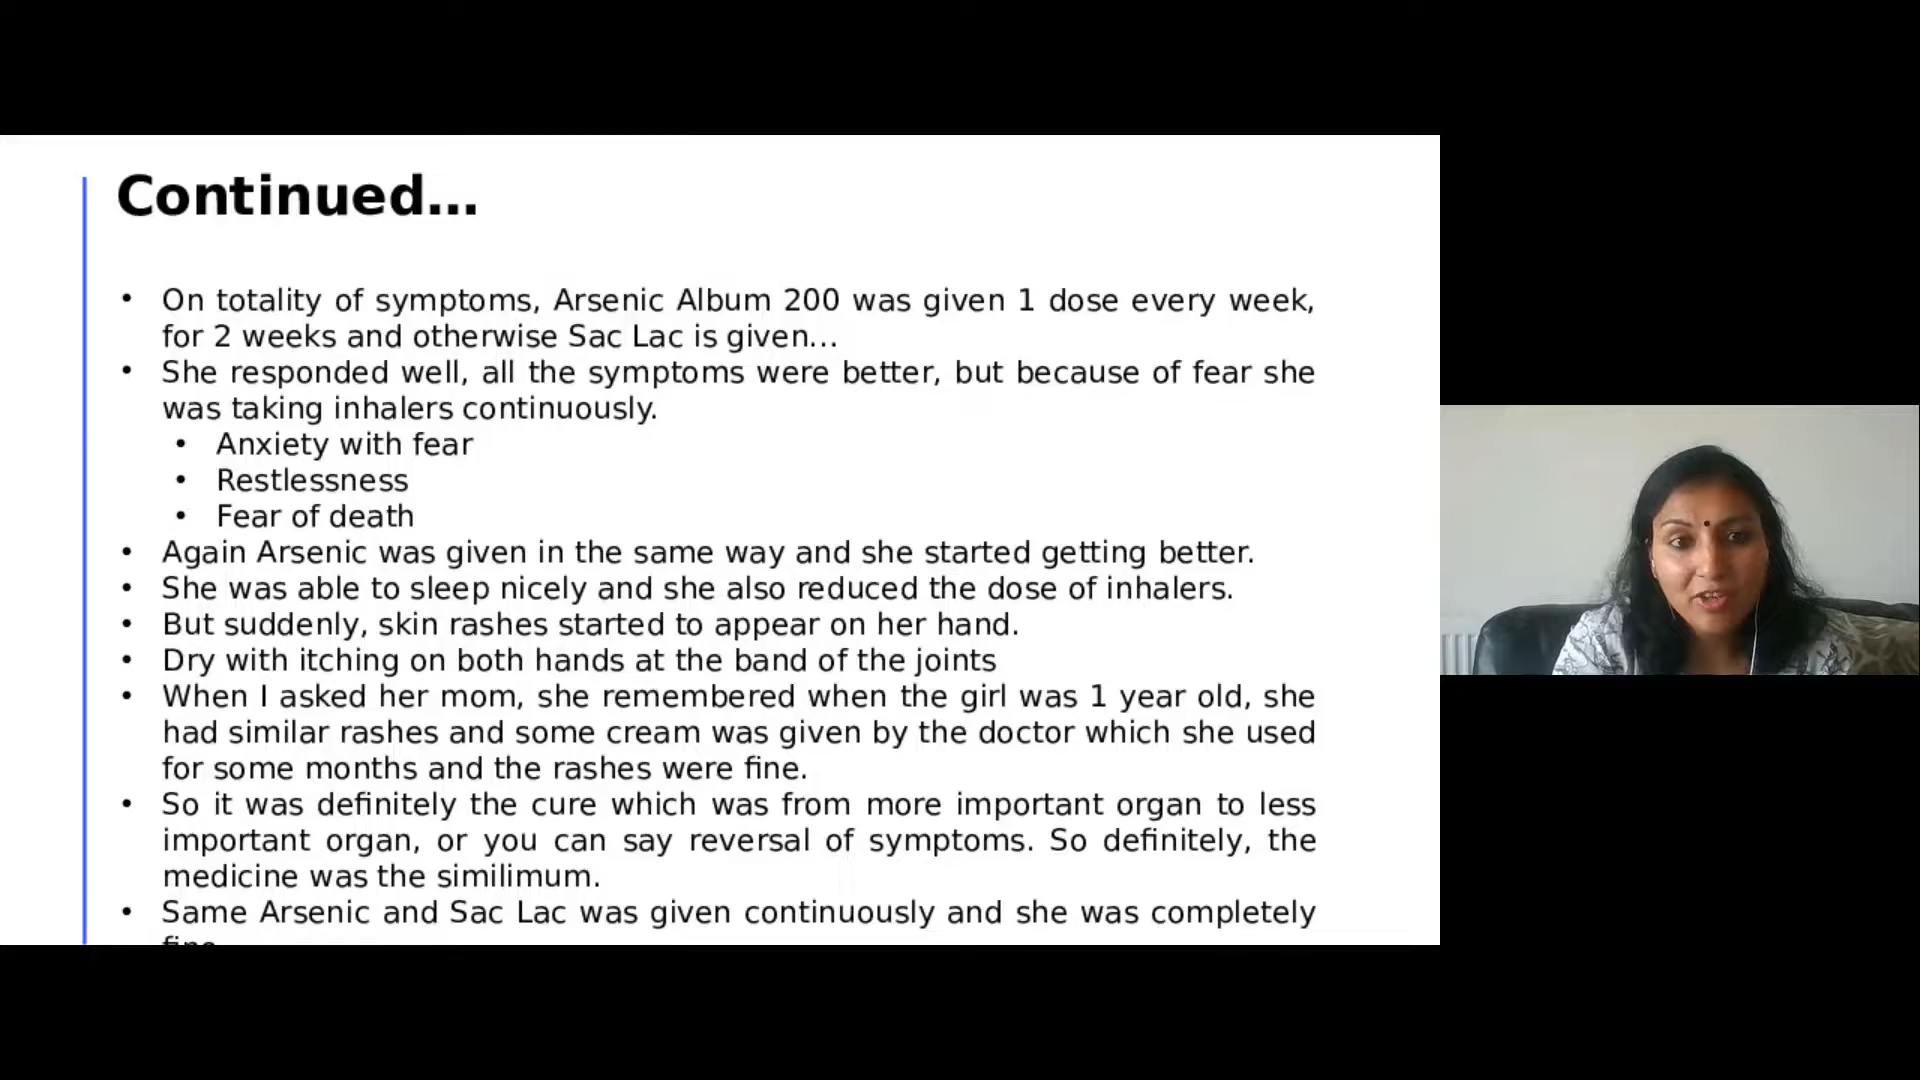 Continued...
• On totality of symptoms, Arsenic Album 200 was given 1 dose every week,
for 2 weeks and otherwise Sac Lac is given...
• She responded well, all the symptoms were better, but because of fear she
was taking inhalers continuously.
• Anxiety with fear
• Restlessness
• Fear of death
• Again Arsenic was given in the same way and she started getting better.
• She was able to sleep nicely and she also reduced the dose of inhalers.
• But suddenly, skin rashes started to appear on her hand.
• Dry with itching on both hands at the band of the joints
• When I asked her mom, she remembered when the girl was 1 year old, she
had similar rashes and some cream was given by the doctor which she used
for some months and the rashes were fine.
• So it was definitely the cure which was from more important organ to less
important organ, or you can say reversal of symptoms. So definitely, the
medicine was the similimum.
• Same Arsenic and Sac Lac was given continuously and she was completely